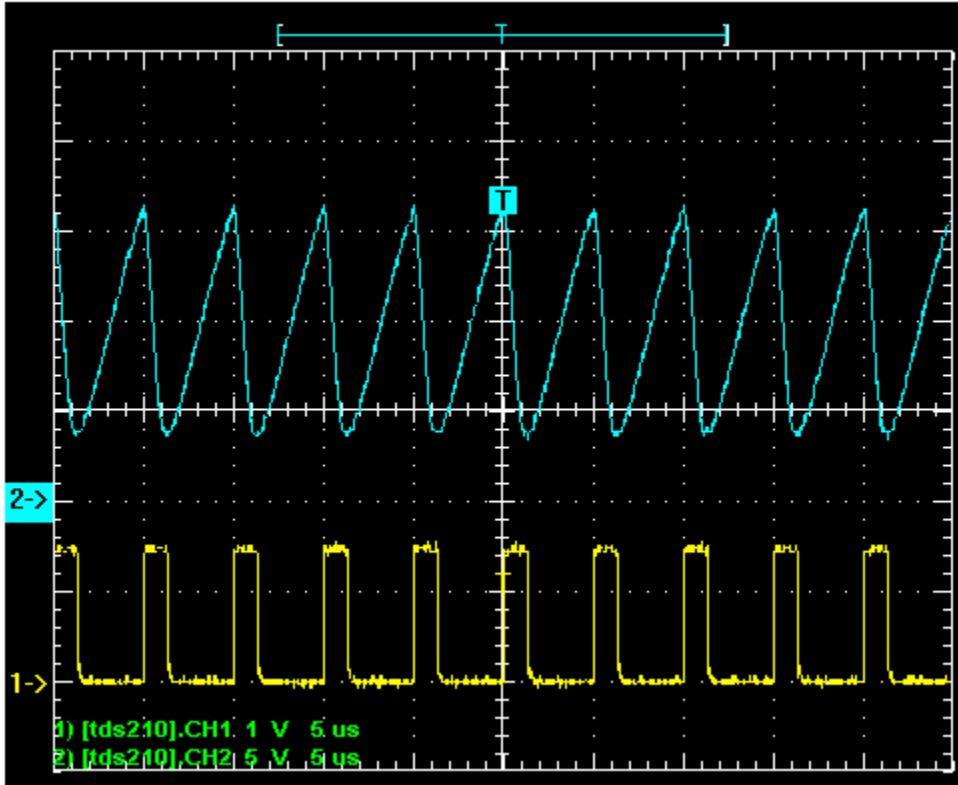 T
T
2->
1->
1) [tds210].CH1 1 V 5 us
2) [tds210].CH2 5 V 5 us